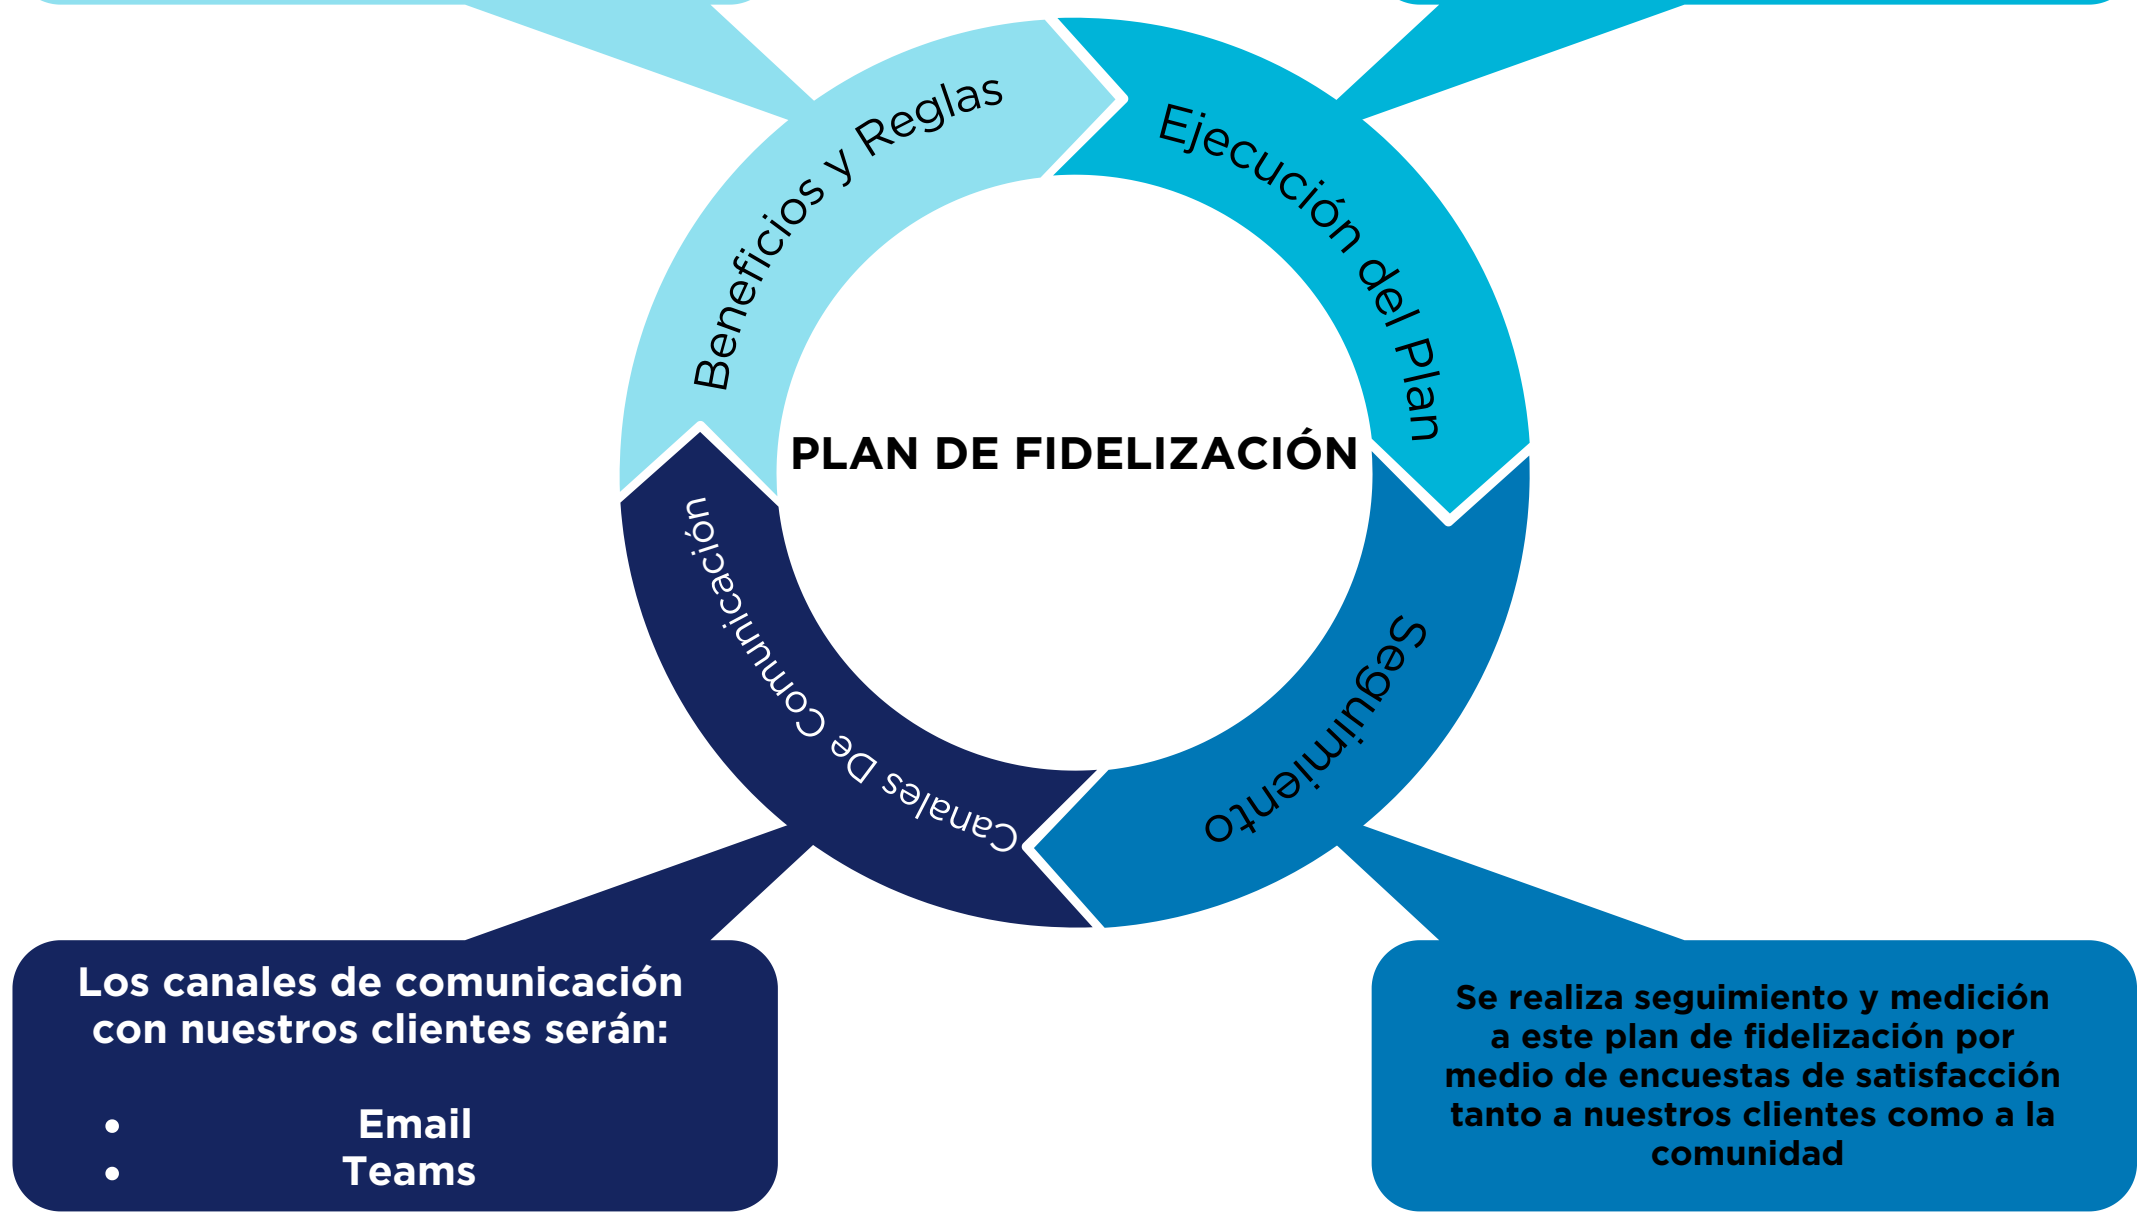 Beneficios y Reglas
Ejecución del Plan
PLAN DE FIDELIZACIÓN
Canales De Comunicación
Seguimiento
Los canales de comunicación
con nuestros clientes serán:
• Email
• Teams
Se realiza seguimiento y medición
a este plan de fidelización por
medio de encuestas de satisfacción
tanto a nuestros clientes como a la
comunidad